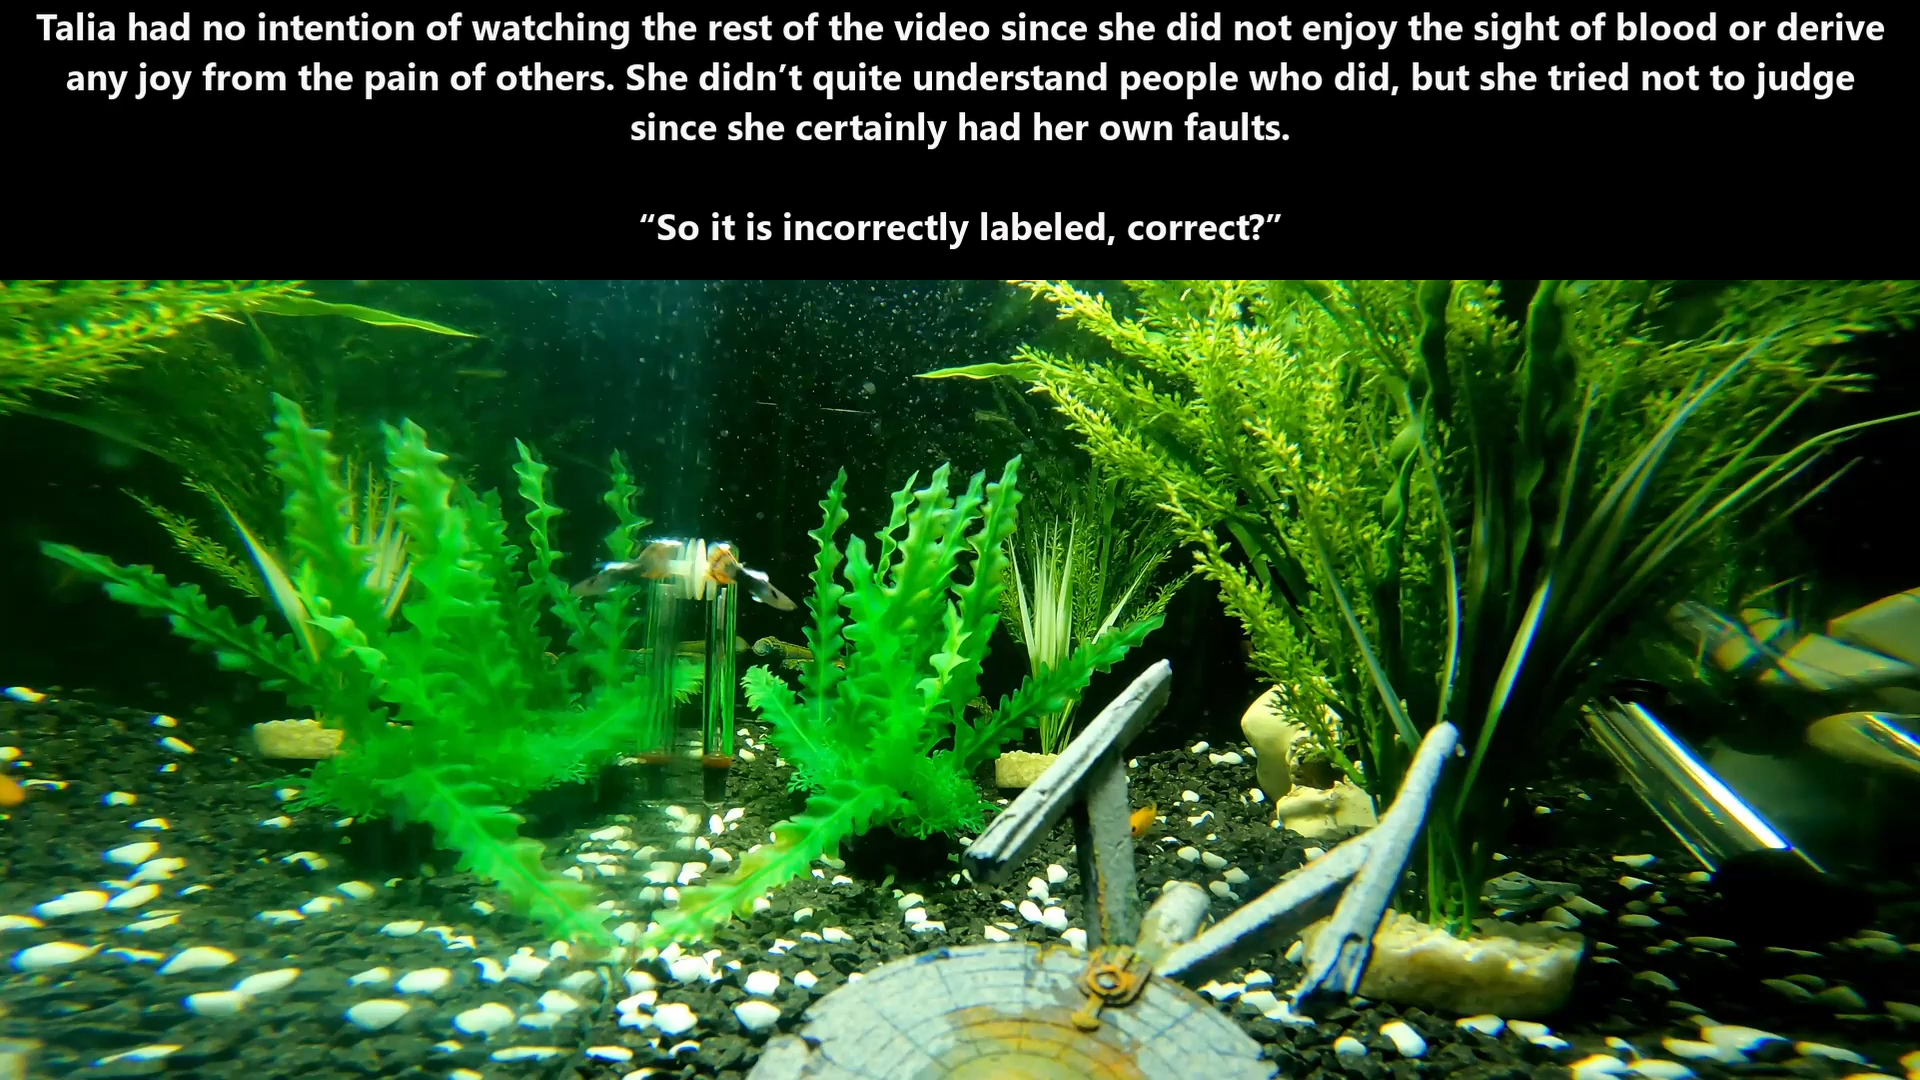 Talia had no intention of watching the rest of the video since she did not enjoy the sight of blood or derive
any joy from the pain of others. She didn’t quite understand people who did, but she tried not to judge
since she certainly had her own faults.
“So it is incorrectly labeled, correct?”